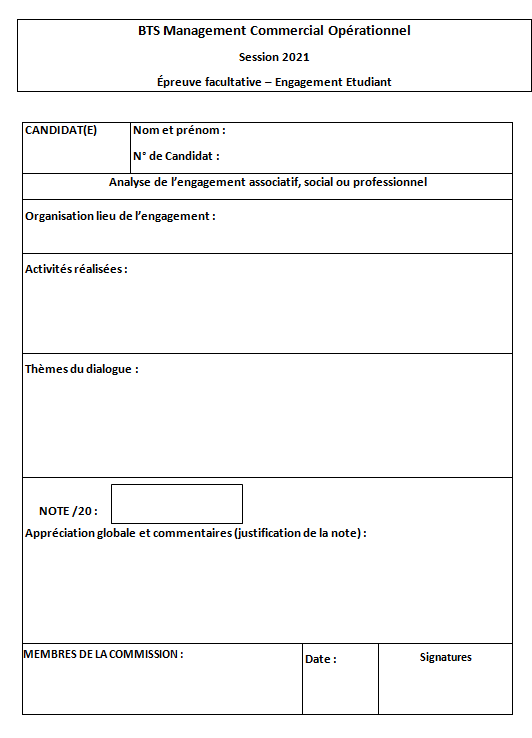 BTS Management Commercial Opérationnel
Session 2021
Épreuve facultative – Engagement Etudiant
CANDIDAT(E)
Nom et prénom :
N° de Candidat :
Analyse de l’engagement associatif, social ou professionnel
Organisation lieu de l’engagement :
Activités réalisées :
Thèmes du dialogue :
NOTE /20 :
Appréciation globale et commentaires (justification de la note) :
MEMBRES DE LA COMMISSION :
Date :
Signatures